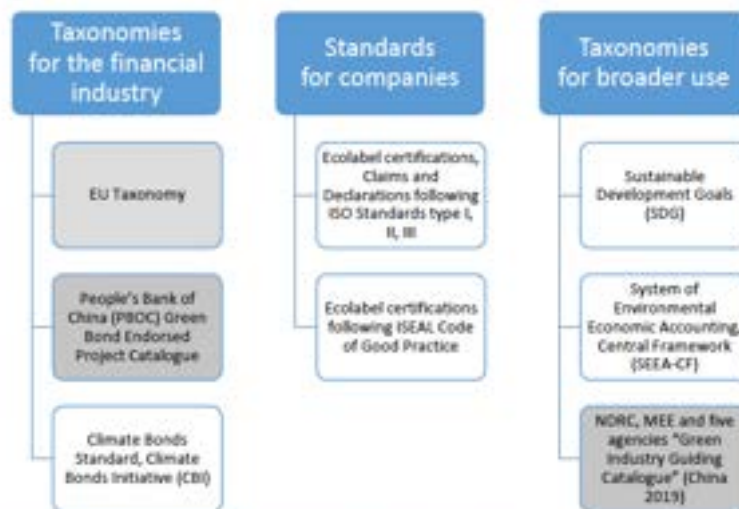 Taxonomies
for the financial
industry
EU Taxonomy
People's Bank of
China (PBOC) Green
Bond Endorsed
Project Catalogue
Climate Bonds
Standard, Climate
Bonds Initiative (CBI)
Standards
for companies
Ecolabel certifications,
Claims and
Declarations following
ISO Standards type I,
II, III
Ecolabel certifications
following ISEAL Code
of Good Practice
Taxonomies
for broader use
Sustainable
Development Goals
(SDG)
System of
Environmental
Economic Accounting,
Central Framework
(SEEA-CF)
NDRC, MEE and five
agencies "Green
Industry Guiding
Catalogue" (China
2019)